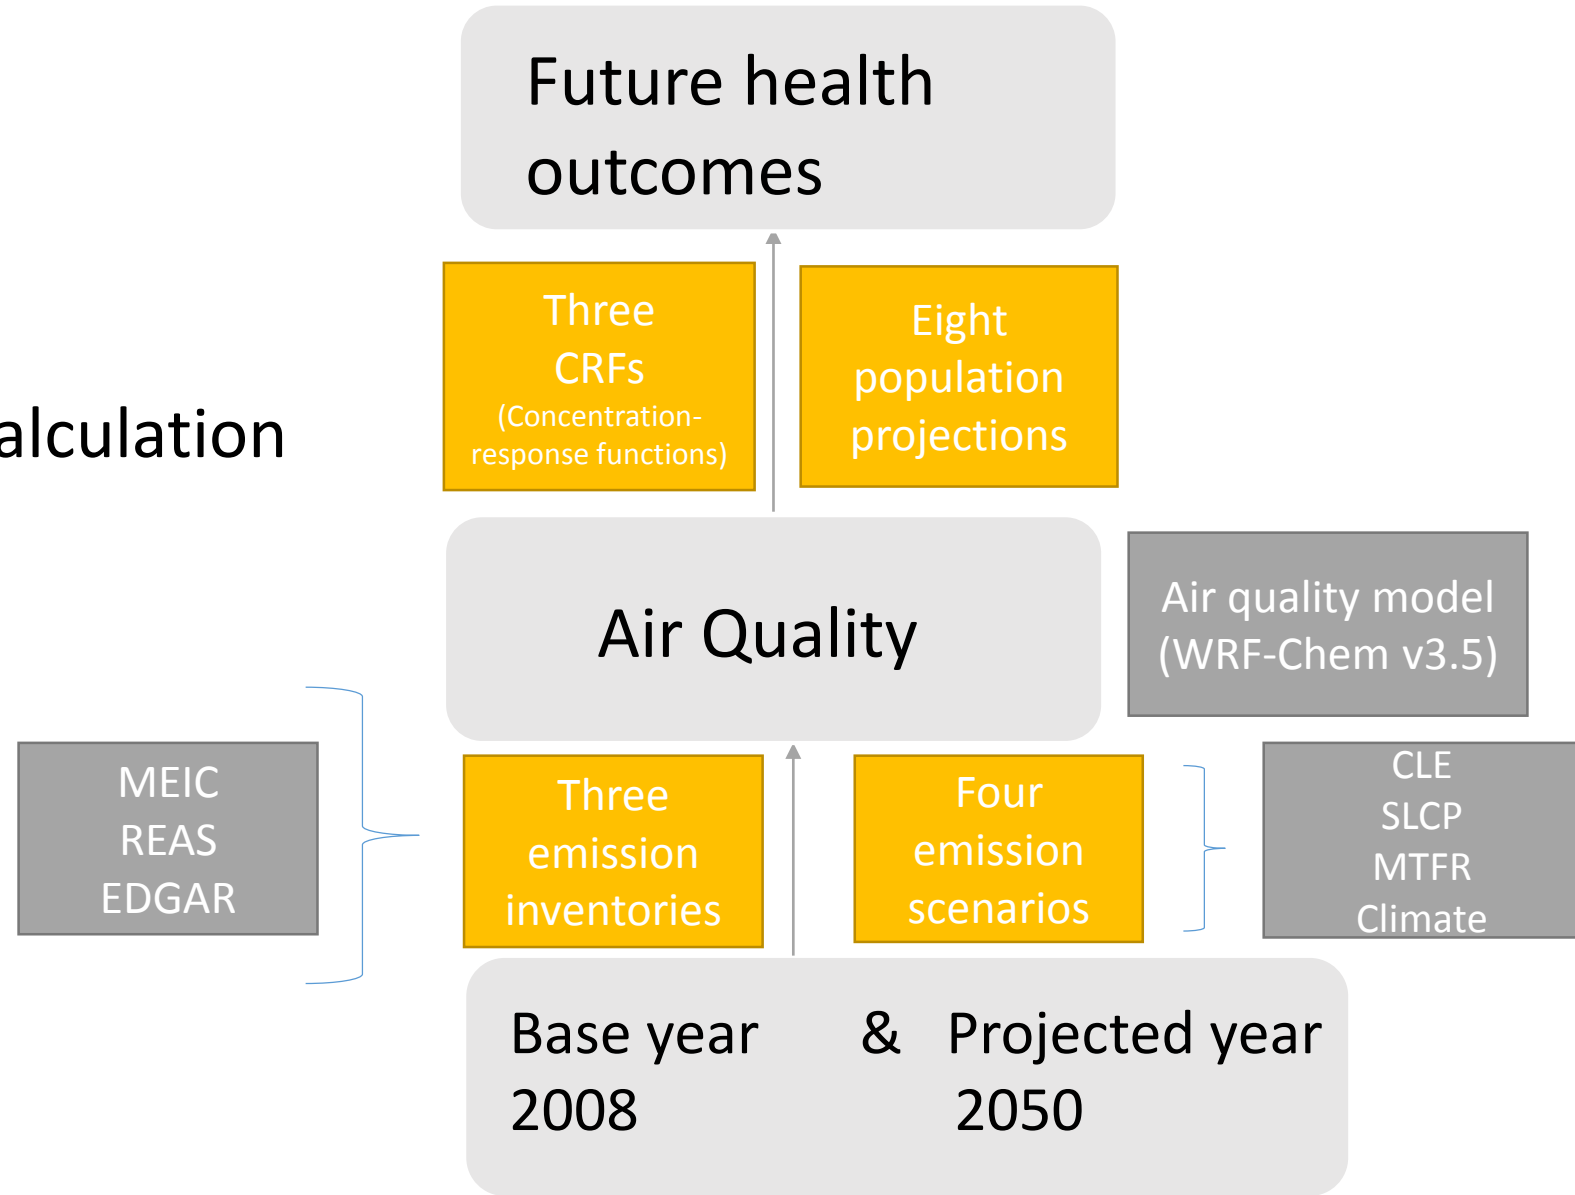 Future health
outcomes
Three
CRFs
(Concentration-
response functions)
Eight
population
projections
alculation
Air Quality
Air quality model
(WRF-Chem v3.5)
MEIC
REAS
EDGAR
Three
emission
inventories
Four
emission
scenarios
CLE
SLCP
MTFR
Climate
Base year & Projected year
2008 2050